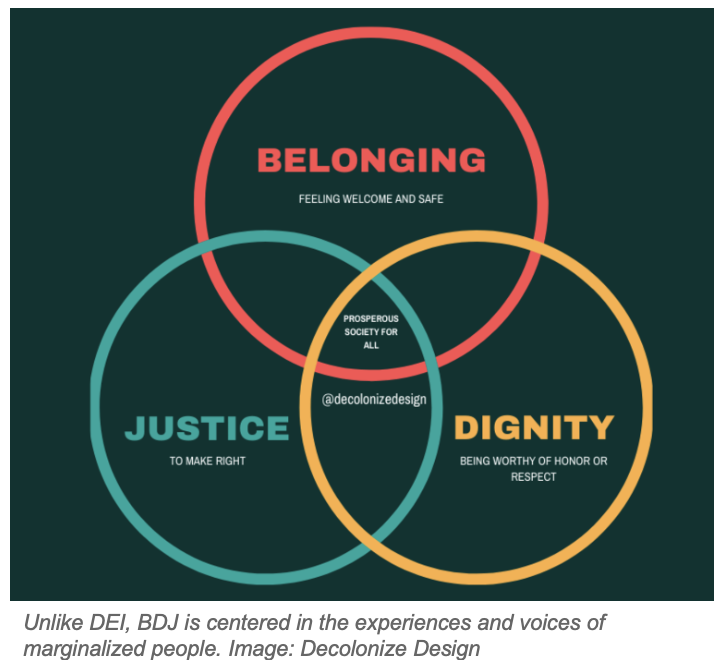 BELONGING
FEELING WELCOME AND SAFE
PROSPEROUS
SOCIETY FOR
ALL
@decolonizedesign
JUSTICE
TO MAKE RIGHT
DIGNITY
BEING WORTHY OF HONOR OR
RESPECT
Unlike DEI, BDJ is centered in the experiences and voices of
marginalized people. Image: Decolonize Design